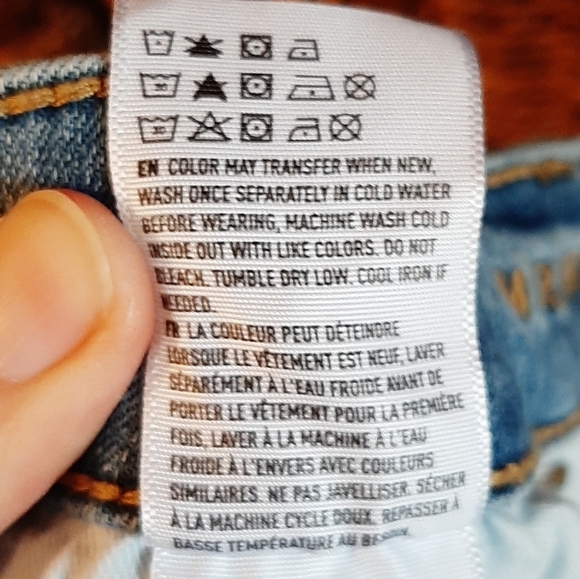 EN COLOR MAY TRANSFER WHEN NEW,
WASH ONCE SEPARATELY IN COLD WATER
BEFORE WEARING, MACHINE WASH COLD
INSIDE OUT WITH LIKE COLORS. DO NOT
BLEACH. TUMBLE DRY LOW. COOL IRON IF
NEEDED.
FR LA COULEUR PEUT DÉTEINDRE
LORSQUE LE VÊTEMENT EST NEUF, LAVER
SÉPARÉMENT À L'EAU FROIDE AVANT DE
PORTER LE VÊTEMENT POUR LA PREMIÈRE
FOIS, LAVER À LA MACHINE À L'EAU
FROIDE À L'ENVERS AVEC COULEURS
SIMILAIRES. NE PAS JAVELLISER. SÉCHER
À LA MACHINE CYCLE DOUX. REPASSER À
BASSE TEMPÉRATURE AU BESOIN.